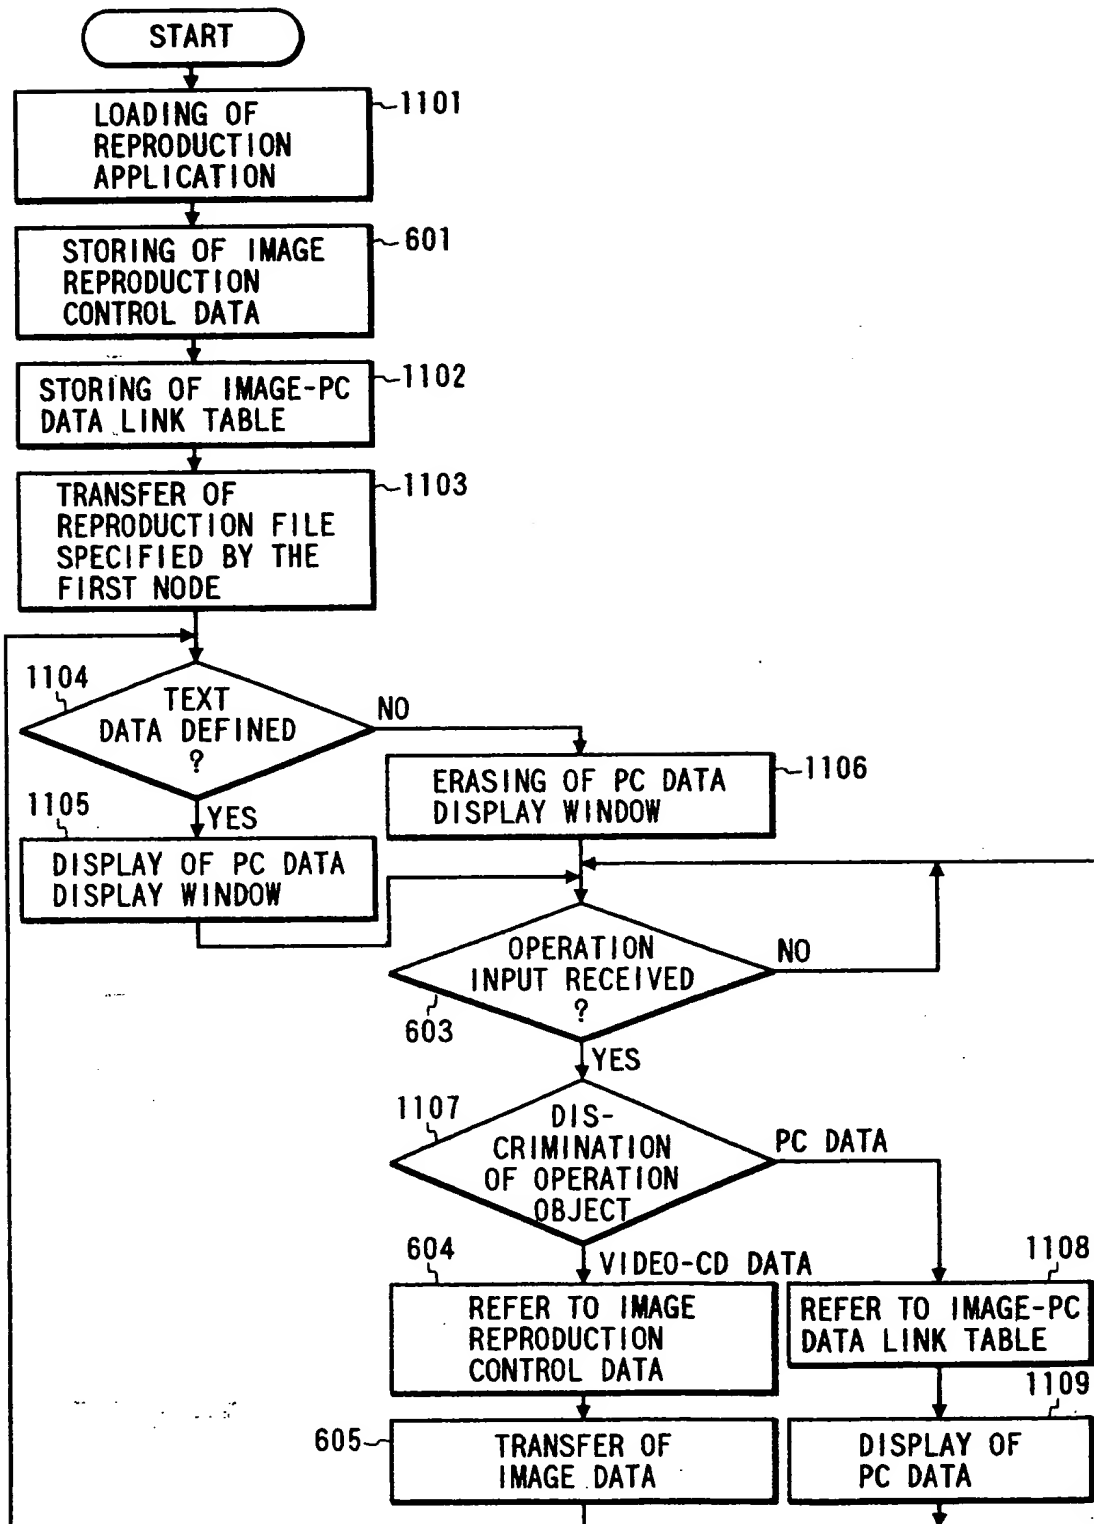 START
LOADING OF
REPRODUCTION
APPLICATION
1101
STORING OF IMAGE
REPRODUCTION
CONTROL DATA
601
STORING OF IMAGE-PC
DATA LINK TABLE
1102
TRANSFER OF
REPRODUCTION FILE
SPECIFIED BY THE
FIRST NODE
1103
1104
TEXT
DATA DEFINED
?
NO
YES
1105
DISPLAY OF PC DATA
DISPLAY WINDOW
ERASING OF PC DATA
DISPLAY WINDOW
1106
OPERATION
INPUT RECEIVED
?
NO
603
YES
1107
DIS-
CRIMINATION
OF OPERATION
OBJECT
PC DATA
VIDEO-CD DATA
604
REFER TO IMAGE
REPRODUCTION
CONTROL DATA
1108
REFER TO IMAGE-PC
DATA LINK TABLE
605
TRANSFER OF
IMAGE DATA
1109
DISPLAY OF
PC DATA